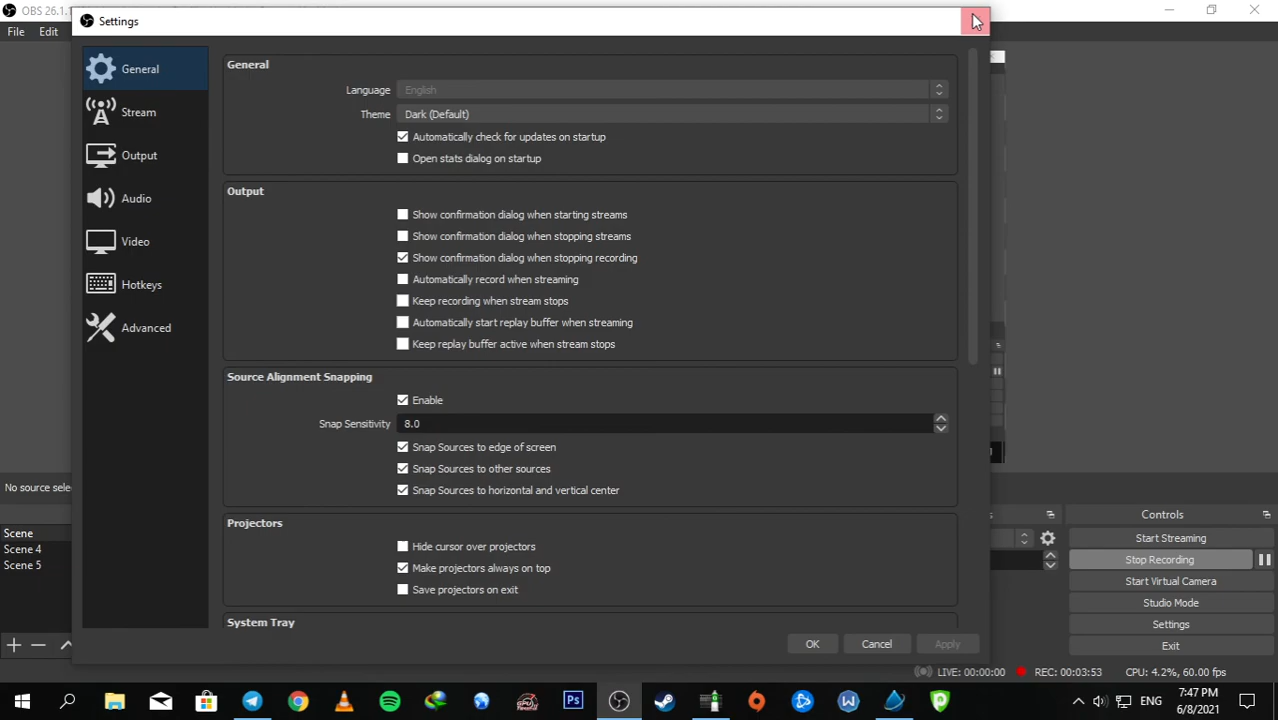 OBS 26.1.
Settings
File Edit
General
Stream
Output
Audio
Video
Hotkeys
Advanced
General
Language English
Theme Dark (Default)
Automatically check for updates on startup
Open stats dialog on startup
Output
Show confirmation dialog when starting streams
Show confirmation dialog when stopping streams
Show confirmation dialog when stopping recording
Automatically record when streaming
Keep recording when stream stops
Automatically start replay buffer when streaming
Keep replay buffer active when stream stops
Source Alignment Snapping
Enable
Snap Sensitivity 8.0
Snap Sources to edge of screen
Snap Sources to other sources
Snap Sources to horizontal and vertical center
Projectors
Hide cursor over projectors
Make projectors always on top
Save projectors on exit
System Tray
OK Cancel Apply
No source sele
Scene
Scene 4
Scene 5
Controls
Start Streaming
Stop Recording
Start Virtual Camera
Studio Mode
Settings
Exit
LIVE: 00:00:00 REC: 00:03:53 CPU: 4.2%, 60.00 fps
Ps
ENG
7:47 PM
6/8/2021